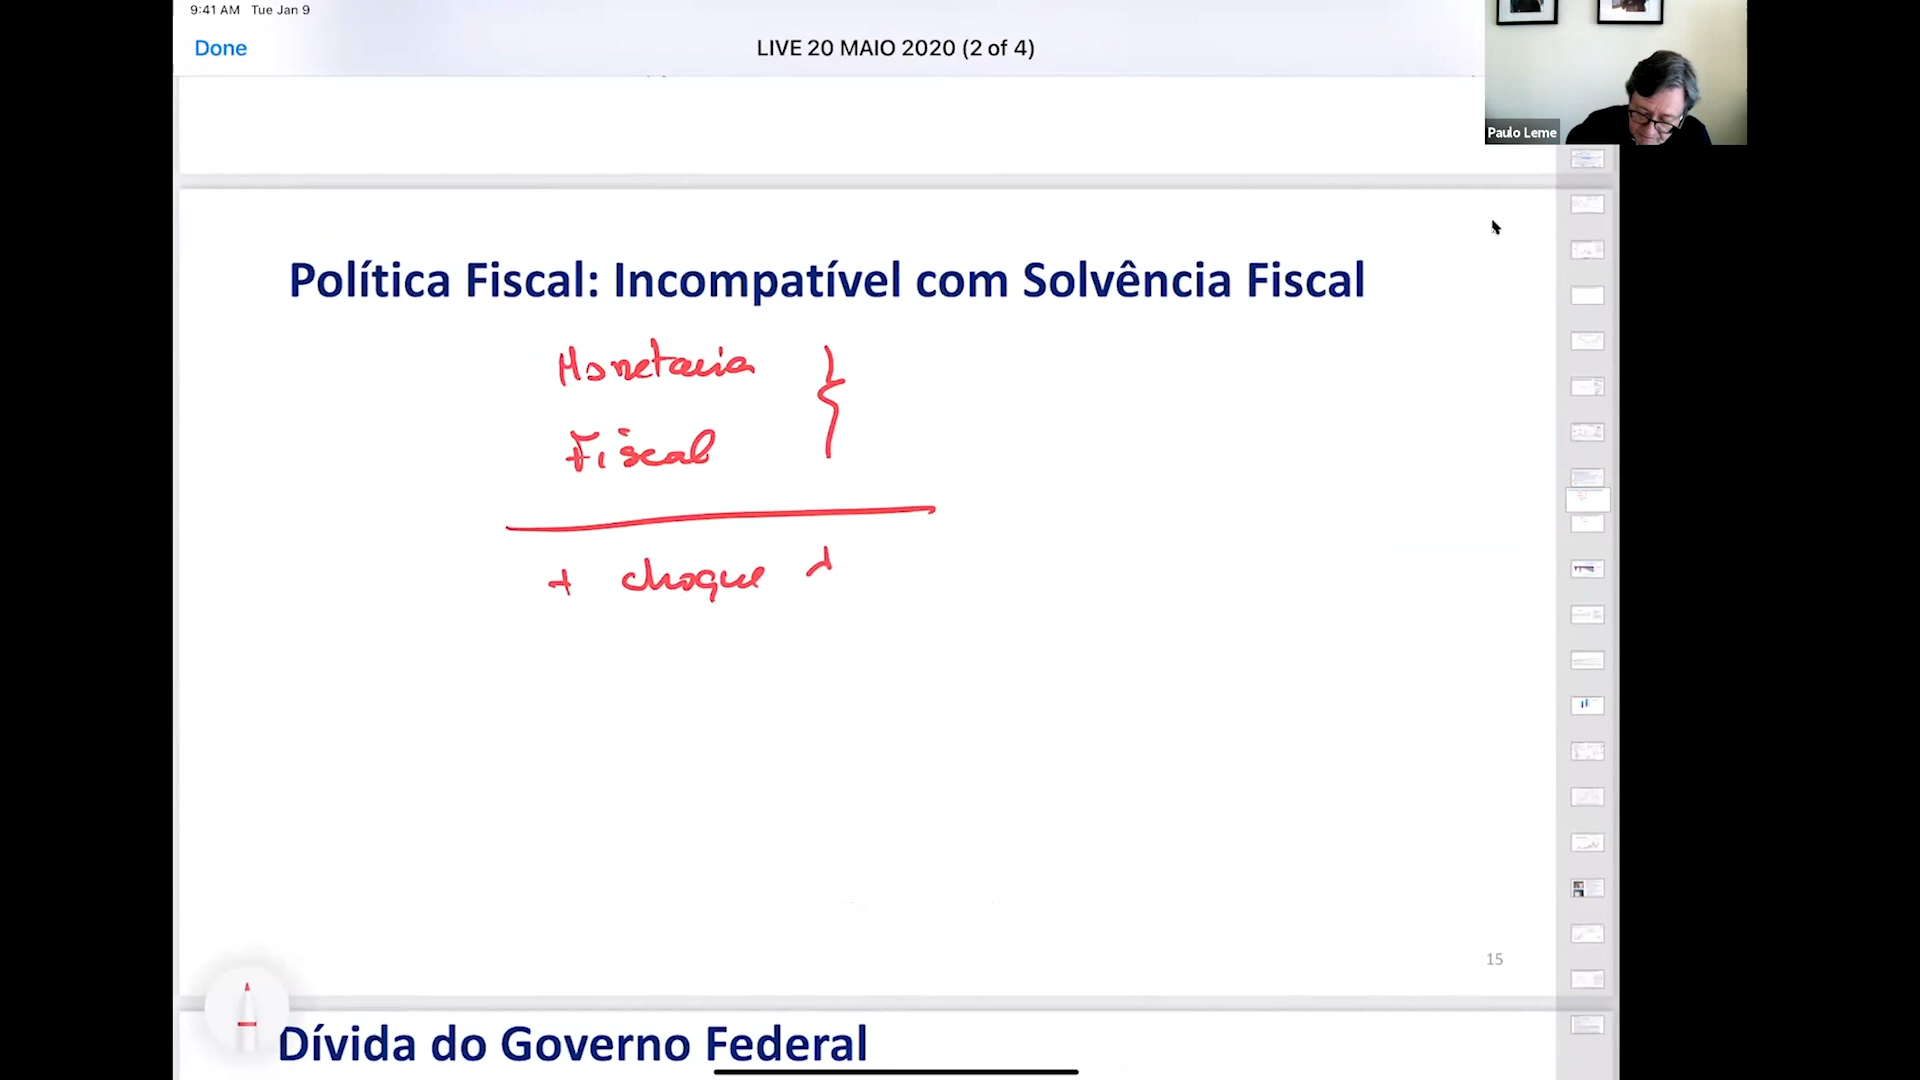 9:41 AM Tue Jan 9
Done
LIVE 20 MAIO 2020 (2 of 4)
Paulo Leme
Política Fiscal: Incompatível com Solvência Fiscal
Monetaria
Fiscal
+ choque +
15
Dívida do Governo Federal